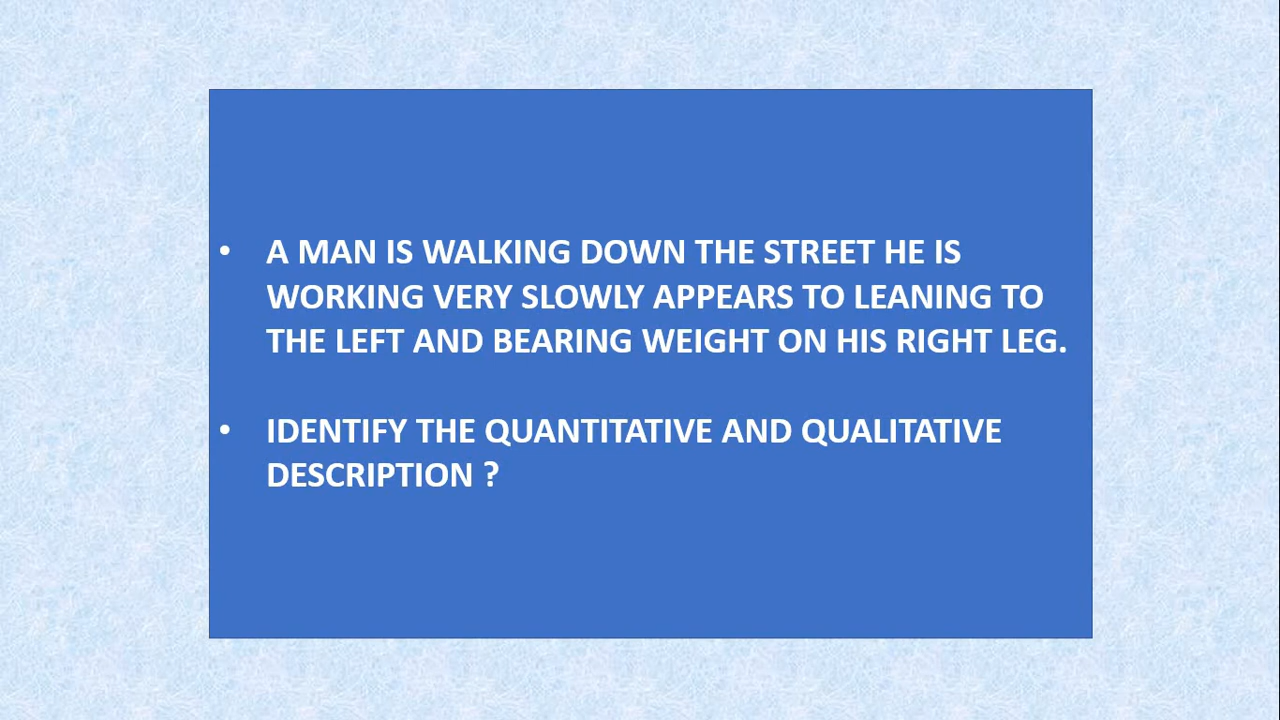 • A MAN IS WALKING DOWN THE STREET HE IS
WORKING VERY SLOWLY APPEARS TO LEANING TO
THE LEFT AND BEARING WEIGHT ON HIS RIGHT LEG.
• IDENTIFY THE QUANTITATIVE AND QUALITATIVE
DESCRIPTION ?